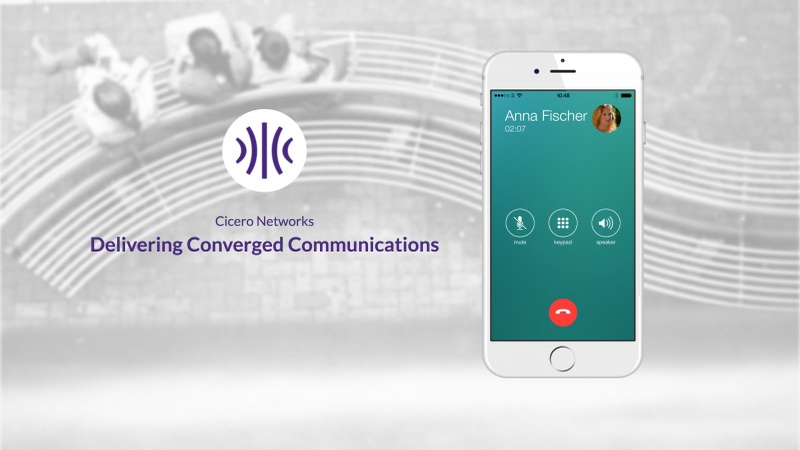 Cicero Networks
Delivering Converged Communications
10:48
Anna Fischer
02:07
mute keypad speaker